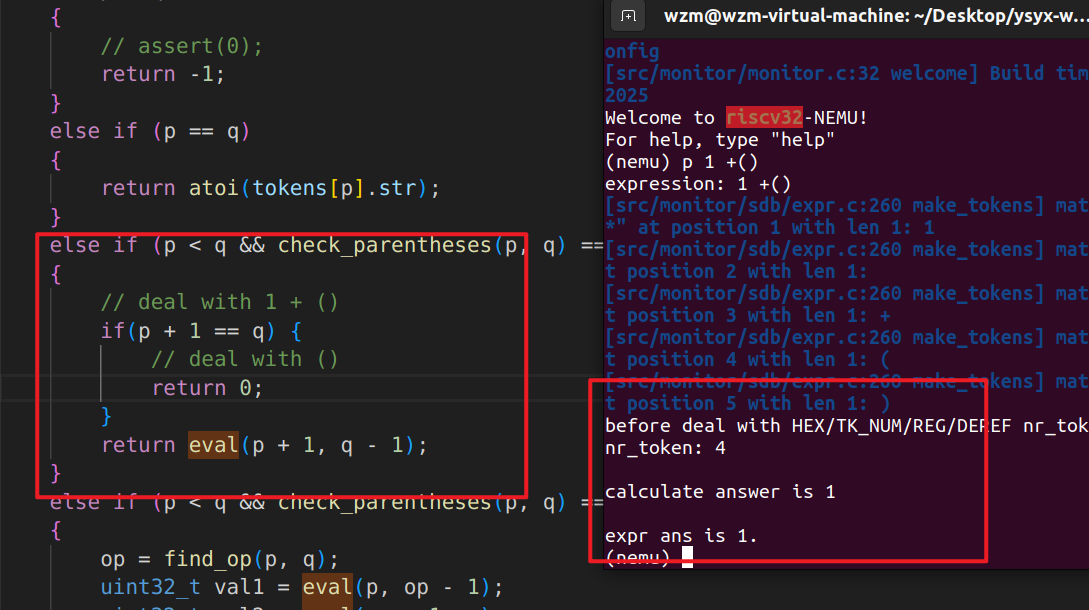 {
// assert(0);
return -1;
}
else if (p == q)
{
return atoi(tokens[p].str);
}
else if (p < q && check_parentheses(p, q) ==
{
// deal with 1 + ()
if(p + 1 == q) {
// deal with ()
return 0;
}
return eval(p + 1, q - 1);
}
else if (p < q && check_parentheses(p, q) ==
{
op = find_op(p, q);
uint32_t val1 = eval(p, op - 1);
wzm@wzm-virtual-machine: ~/Desktop/ysyx-w...
onfig
[src/monitor/monitor.c:32 welcome] Build tim
2025
Welcome to riscv32-NEMU!
For help, type "help"
(nemu) p 1 +()
expression: 1 +()
[src/monitor/sdb/expr.c:260 make_tokens] mat
*" at position 1 with len 1: 1
[src/monitor/sdb/expr.c:260 make_tokens] mat
t position 2 with len 1:
[src/monitor/sdb/expr.c:260 make_tokens] mat
t position 3 with len 1: +
[src/monitor/sdb/expr.c:260 make_tokens] mat
t position 4 with len 1: (
[src/monitor/sdb/expr.c:260 make_tokens] mat
t position 5 with len 1: )
before deal with HEX/TK_NUM/REG/DEREF nr_tok
nr_token: 4
calculate answer is 1
expr ans is 1.
(nemu)